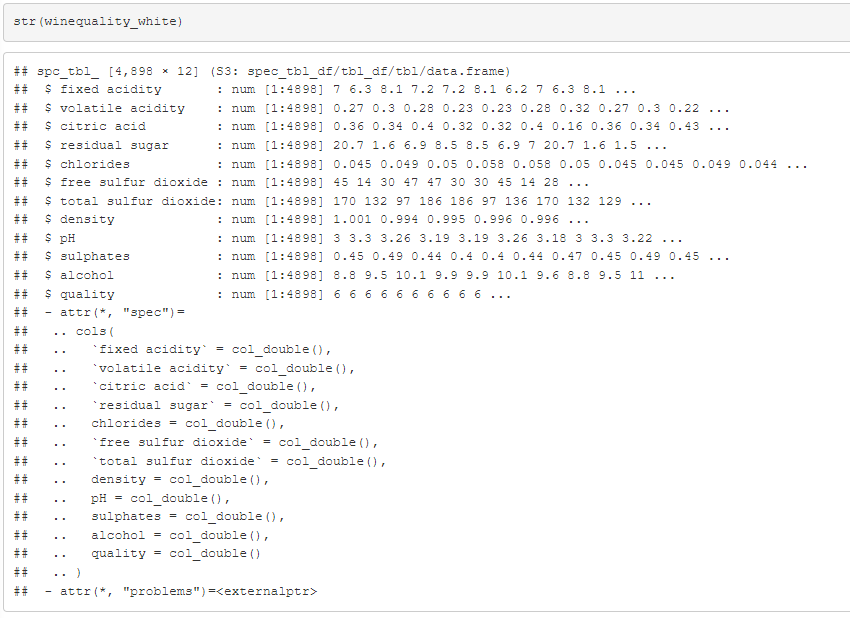 str(winequality_white)
## spc_tbl_ [4,898 × 12] (S3: spec_tbl_df/tbl_df/tbl/data.frame)
##  $ fixed acidity       : num [1:4898] 7 6.3 8.1 7.2 7.2 8.1 6.2 7 6.3 8.1 ...
##  $ volatile acidity    : num [1:4898] 0.27 0.3 0.28 0.23 0.23 0.28 0.32 0.27 0.3 0.22 ...
##  $ citric acid         : num [1:4898] 0.36 0.34 0.4 0.32 0.32 0.4 0.16 0.36 0.34 0.43 ...
##  $ residual sugar      : num [1:4898] 20.7 1.6 6.9 8.5 8.5 6.9 7 20.7 1.6 1.5 ...
##  $ chlorides           : num [1:4898] 0.045 0.049 0.05 0.058 0.058 0.05 0.045 0.045 0.049 0.044 ...
##  $ free sulfur dioxide : num [1:4898] 45 14 30 47 47 30 30 45 14 28 ...
##  $ total sulfur dioxide: num [1:4898] 170 132 97 186 186 97 136 170 132 129 ...
##  $ density             : num [1:4898] 1.001 0.994 0.995 0.996 0.996 ...
##  $ pH                  : num [1:4898] 3 3.3 3.26 3.19 3.19 3.26 3.18 3 3.3 3.22 ...
##  $ sulphates           : num [1:4898] 0.45 0.49 0.44 0.4 0.4 0.44 0.47 0.45 0.49 0.45 ...
##  $ alcohol             : num [1:4898] 8.8 9.5 10.1 9.9 9.9 10.1 9.6 8.8 9.5 11 ...
##  $ quality             : num [1:4898] 6 6 6 6 6 6 6 6 6 6 ...
##  - attr(*, "spec")=
##   .. cols(
##   ..   `fixed acidity` = col_double(),
##   ..   `volatile acidity` = col_double(),
##   ..   `citric acid` = col_double(),
##   ..   `residual sugar` = col_double(),
##   ..   chlorides = col_double(),
##   ..   `free sulfur dioxide` = col_double(),
##   ..   `total sulfur dioxide` = col_double(),
##   ..   density = col_double(),
##   ..   pH = col_double(),
##   ..   sulphates = col_double(),
##   ..   alcohol = col_double(),
##   ..   quality = col_double()
##   .. )
##  - attr(*, "problems")=<externalptr>